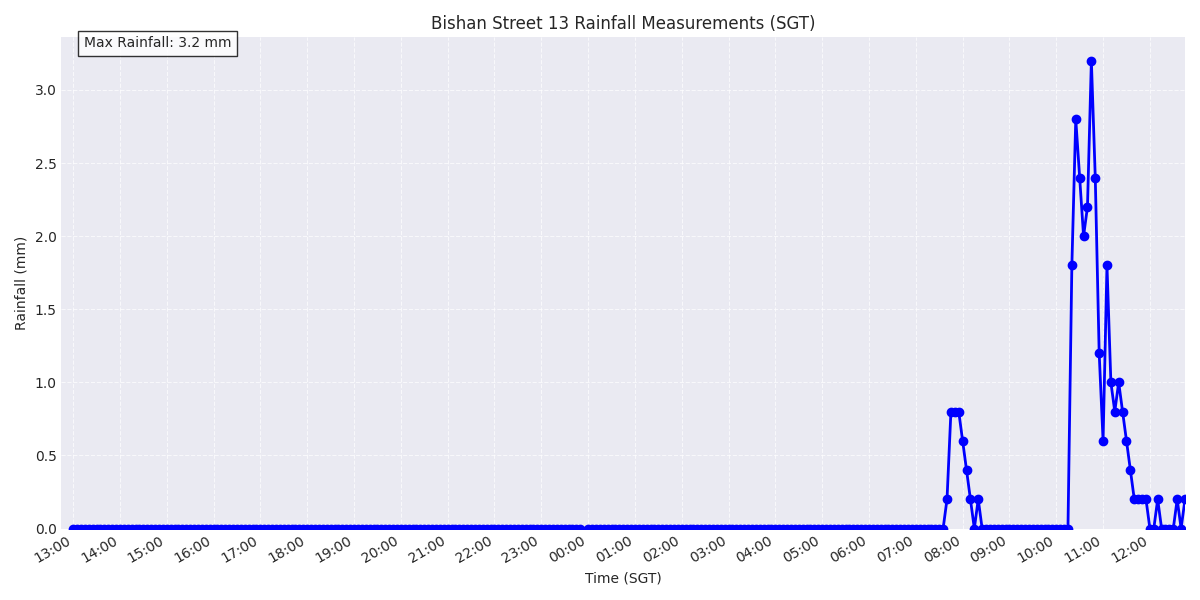 Bishan Street 13 Rainfall Measurements (SGT)
Max Rainfall: 3.2 mm
Rainfall (mm)
3.0
2.5
2.0
1.5
1.0
0.5
0.0
13:00 14:00 15:00 16:00 17:00 18:00 19:00 20:00 21:00 22:00 23:00 00:00 01:00 02:00 03:00 04:00 05:00 06:00 07:00 08:00 09:00 10:00 11:00 12:00
Time (SGT)